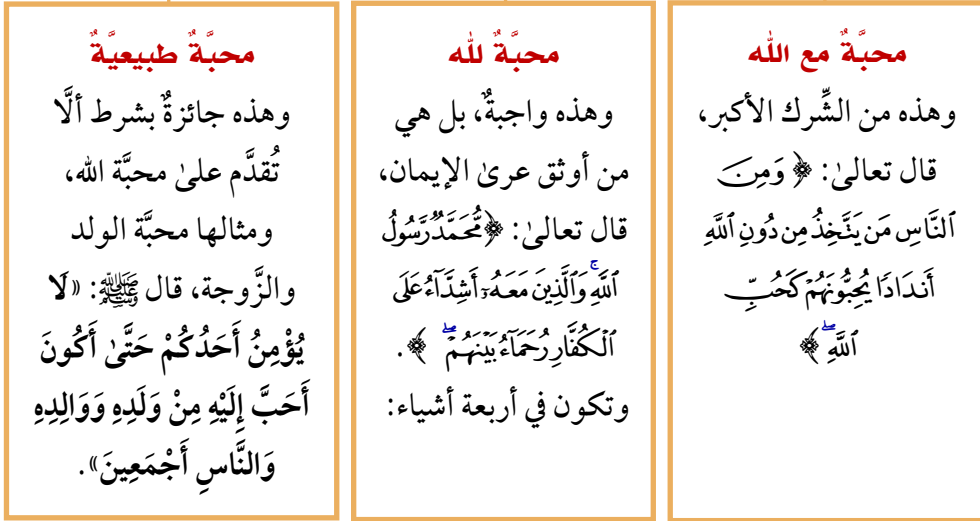 محبَّةٌ مع الله
وهذه من الشِّرك الأكبر،
قال تعالىٰ: ﴿وَمِنَ
ٱلنَّاسِ مَن يَتَّخِذُ مِن دُونِ ٱللَّهِ
أَندَادًا يُحِبُّونَهُمۡ كَحُبِّ
ٱللَّهِۖ﴾
محبَّةٌ لله
وهذه واجبةٌ، بل هي
من أوثق عرىٰ الإيمان،
قال تعالىٰ: ﴿مُّحَمَّدٌ رَّسُولُ
ٱللَّهِۚ وَٱلَّذِينَ مَعَهُۥٓ أَشِدَّآءُ عَلَى
ٱلۡكُفَّارِ رُحَمَآءُ بَيۡنَهُمۡۖ﴾.
وتكون في أربعة أشياء:
محبَّةٌ طبيعيَّةٌ
وهذه جائزةٌ بشرط ألَّا
تُقدَّم علىٰ محبَّة الله،
ومثالها محبَّة الولد
والزَّوجة، قال ﷺ: «لَا
يُؤْمِنُ أَحَدُكُمْ حَتَّىٰ أَكُونَ
أَحَبَّ إِلَيْهِ مِنْ وَلَدِهِ وَوَالِدِهِ
وَالنَّاسِ أَجْمَعِينَ».